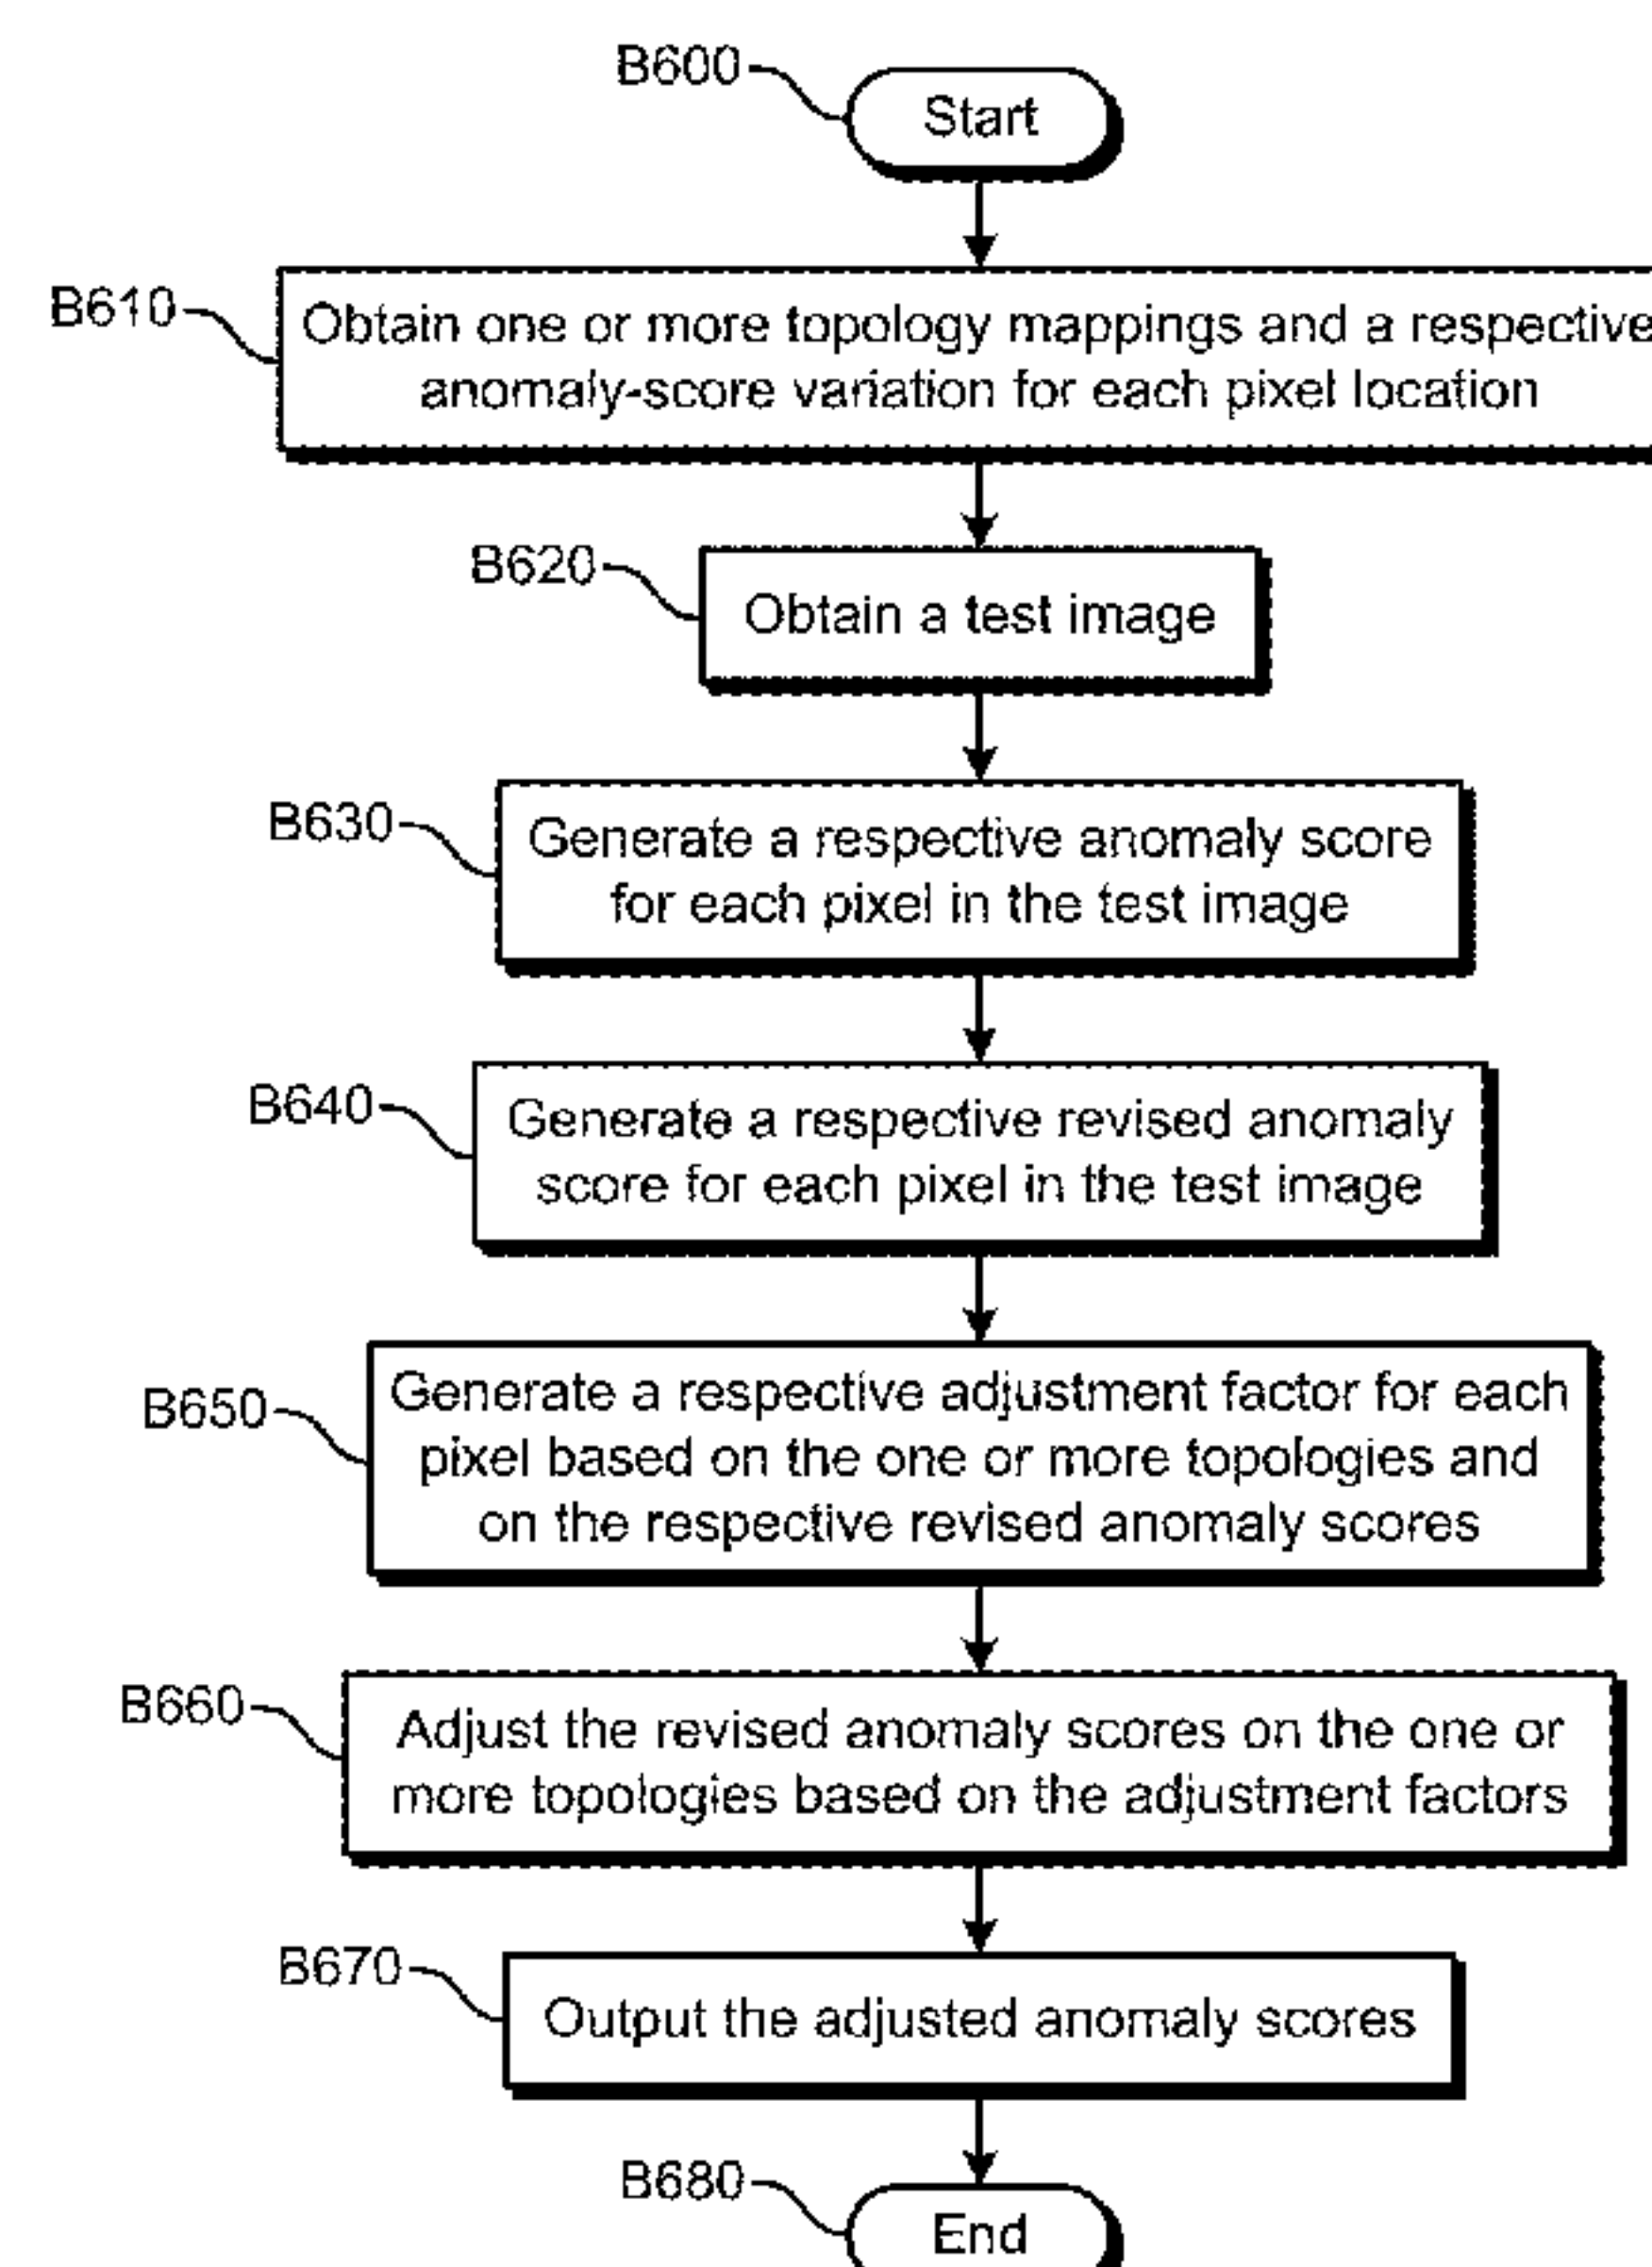 B600
Start
B610
Obtain one or more topology mappings and a respective
anomaly-score variation for each pixel location
B620
Obtain a test image
B630
Generate a respective anomaly score
for each pixel in the test image
B640
Generate a respective revised anomaly
score for each pixel in the test image
B650
Generate a respective adjustment factor for each
pixel based on the one or more topologies and
on the respective revised anomaly scores
B660
Adjust the revised anomaly scores on the one or
more topologies based on the adjustment factors
B670
Output the adjusted anomaly scores
B680
End